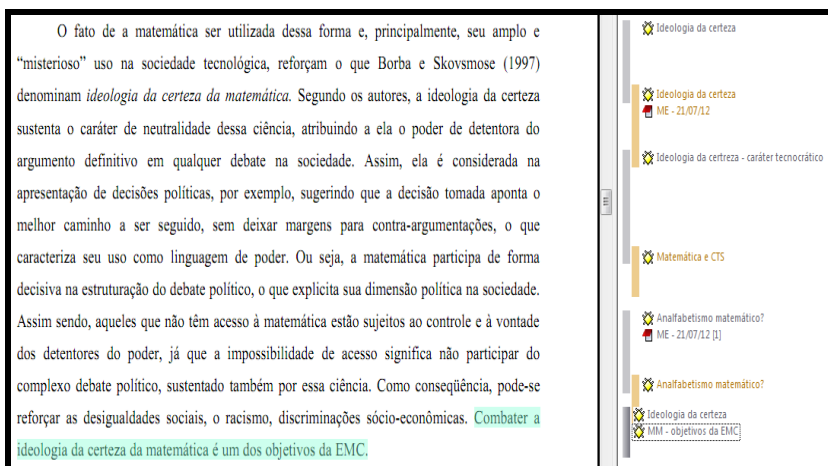 O fato de a matemática ser utilizada dessa forma e, principalmente, seu amplo e
“misterioso” uso na sociedade tecnológica, reforçam o que Borba e Skovsmose (1997)
denominam ideologia da certeza da matemática. Segundo os autores, a ideologia da certeza
sustenta o caráter de neutralidade dessa ciência, atribuindo a ela o poder de detentora do
argumento definitivo em qualquer debate na sociedade. Assim, ela é considerada na
apresentação de decisões políticas, por exemplo, sugerindo que a decisão tomada aponta o
melhor caminho a ser seguido, sem deixar margens para contra-argumentações, o que
caracteriza seu uso como linguagem de poder. Ou seja, a matemática participa de forma
decisiva na estruturação do debate político, o que explicita sua dimensão política na sociedade.
Assim sendo, aqueles que não têm acesso à matemática estão sujeitos ao controle e à vontade
dos detentores do poder, já que a impossibilidade de acesso significa não participar do
complexo debate político, sustentado também por essa ciência. Como conseqüência, pode-se
reforçar as desigualdades sociais, o racismo, discriminações sócio-econômicas. Combater a
ideologia da certeza da matemática é um dos objetivos da EMC.
Ideologia da certeza
Ideologia da certeza
ME - 21/07/12
Ideologia da certreza - caráter tecnocrático
Matemática e CTS
Analfabetismo matemático?
ME - 21/07/12 [1]
Analfabetismo matemático?
Ideologia da certeza
MM - objetivos da EMC